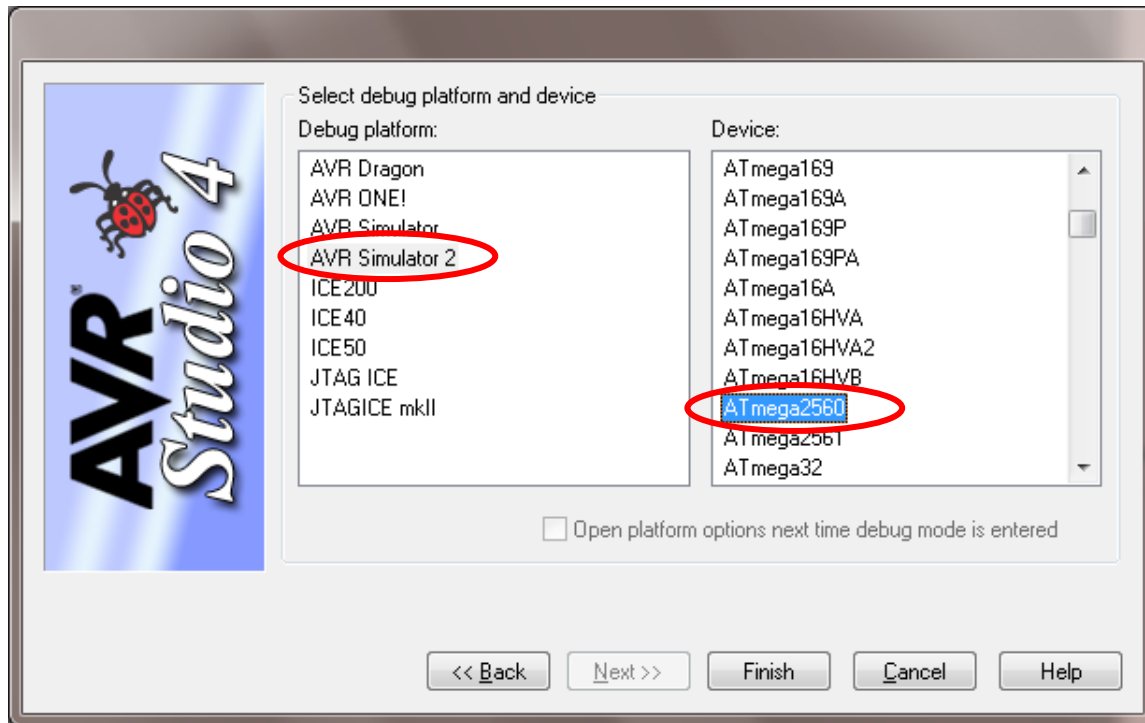 AVR Studio 4
Select debug platform and device
Debug platform:
AVR Dragon
AVR ONE!
AVR Simulator
AVR Simulator 2
ICE200
ICE40
ICE50
JTAG ICE
JTAGICE mkII
Device:
ATmega169
ATmega169A
ATmega169P
ATmega169PA
ATmega16A
ATmega16HVA
ATmega16HVA2
ATmega16HVB
ATmega2560
ATmega2561
ATmega32
Open platform options next time debug mode is entered
<< Back
Next >>
Finish
Cancel
Help